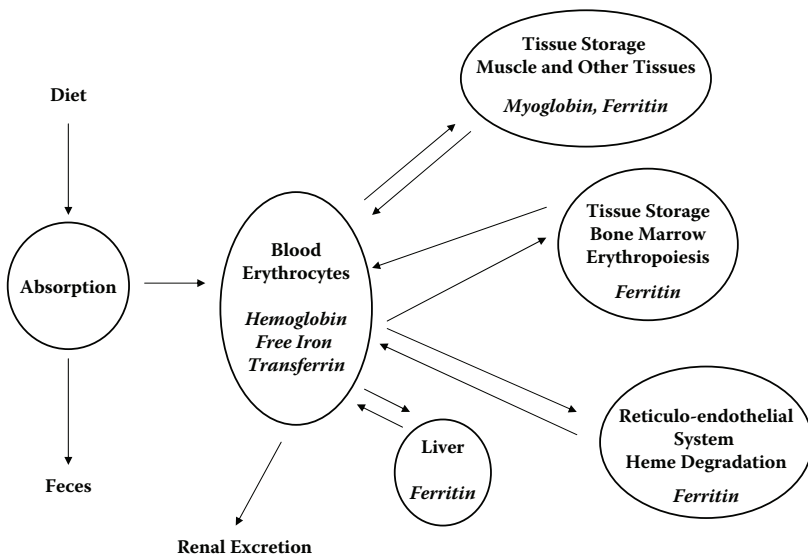 Diet
Absorption
Feces
Blood
Erythrocytes
Hemoglobin
Free Iron
Transferrin
Renal Excretion
Tissue Storage
Muscle and Other Tissues
Myoglobin, Ferritin
Tissue Storage
Bone Marrow
Erythropoiesis
Ferritin
Reticulo-endothelial
System
Heme Degradation
Ferritin
Liver
Ferritin